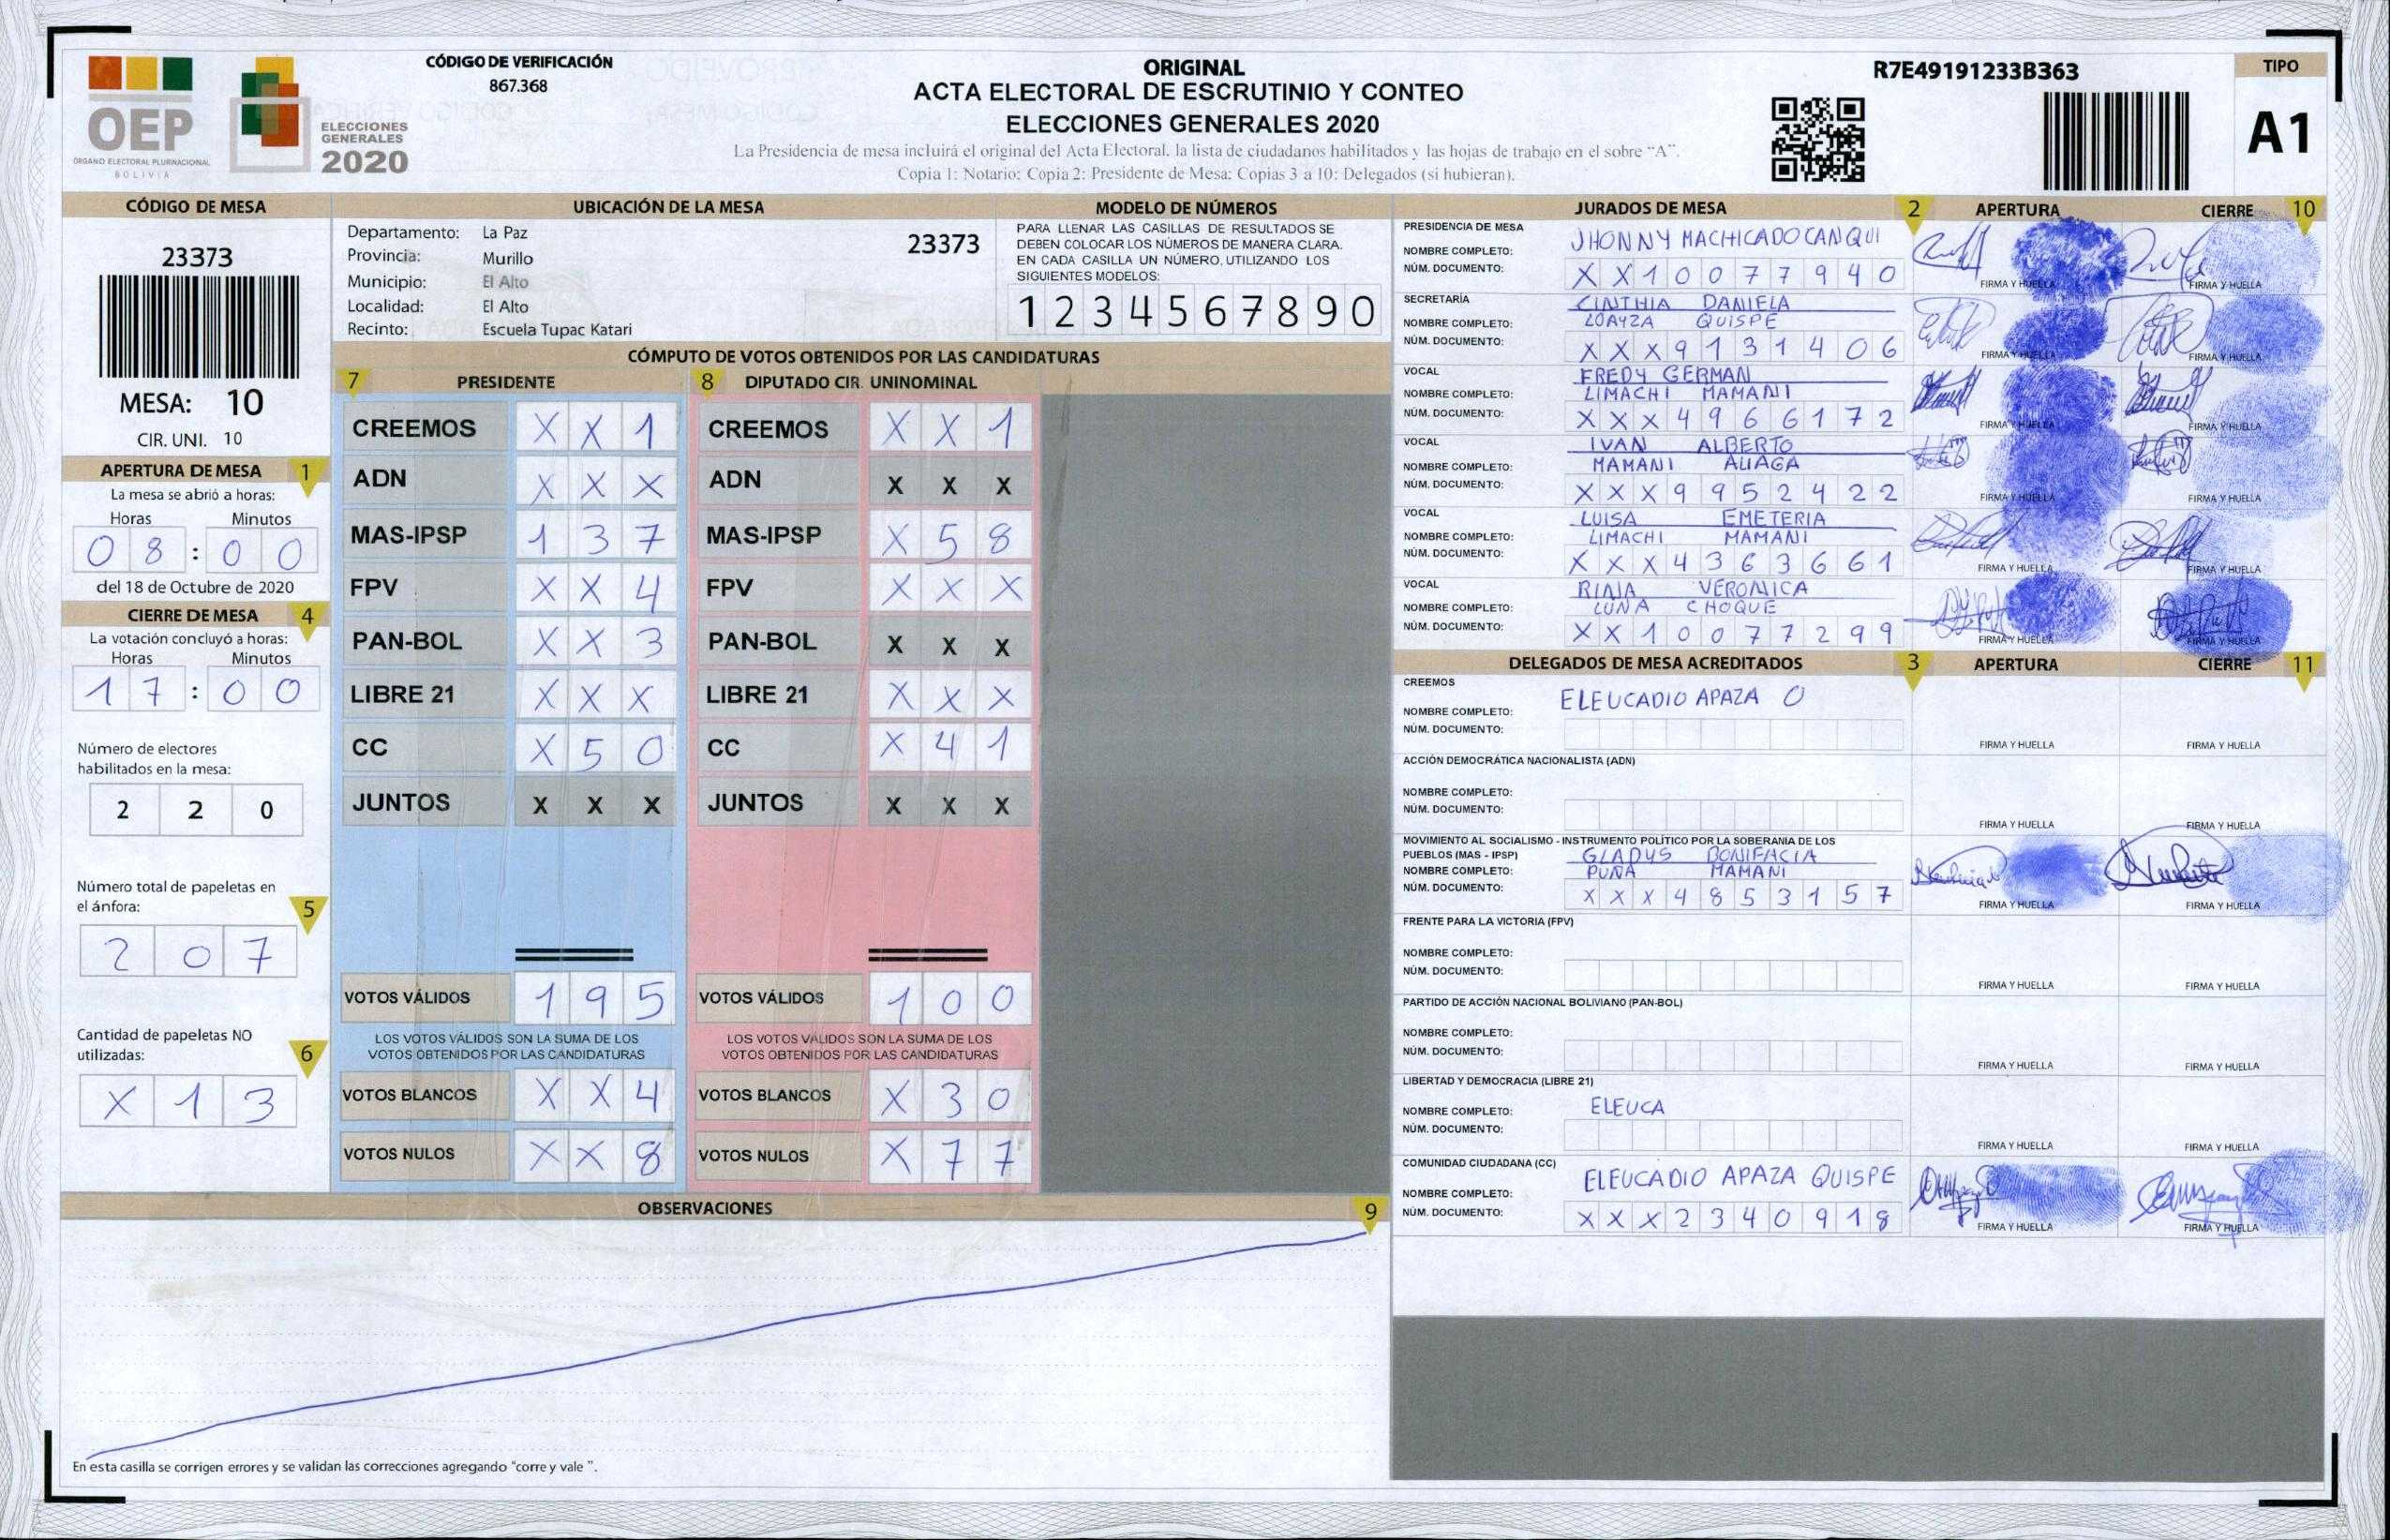 OEP
ÓRGANO ELECTORAL PLURINACIONAL
BOLIVIA
ELECCIONES
GENERALES
2020
CÓDIGO DE VERIFICACIÓN
867.368
ORIGINAL
ACTA ELECTORAL DE ESCRUTINIO Y CONTEO
ELECCIONES GENERALES 2020
La Presidencia de mesa incluirá el original del Acta Electoral, la lista de ciudadanos habilitados y las hojas de trabajo en el sobre “A”.
Copia 1: Notario; Copia 2: Presidente de Mesa; Copias 3 a 10: Delegados (si hubieran).
R7E49191233B363
TIPO
A1
CÓDIGO DE MESA
23373
MESA: 10
CIR. UNI. 10
APERTURA DE MESA 1
La mesa se abrió a horas:
Horas Minutos
0 8 : 0 0
del 18 de Octubre de 2020
CIERRE DE MESA 4
La votación concluyó a horas:
Horas Minutos
1 7 : 0 0
Número de electores
habilitados en la mesa:
2 2 0
Número total de papeletas en
el ánfora: 5
2 0 7
Cantidad de papeletas NO
utilizadas: 6
X 1 3
UBICACIÓN DE LA MESA
Departamento: La Paz
23373
Provincia: Murillo
Municipio: El Alto
Localidad: El Alto
Recinto: Escuela Tupac Katari
MODELO DE NÚMEROS
PARA LLENAR LAS CASILLAS DE RESULTADOS SE
DEBEN COLOCAR LOS NÚMEROS DE MANERA CLARA.
EN CADA CASILLA UN NÚMERO, UTILIZANDO LOS
SIGUIENTES MODELOS:
1 2 3 4 5 6 7 8 9 0
CÓMPUTO DE VOTOS OBTENIDOS POR LAS CANDIDATURAS
7 PRESIDENTE
CREEMOS X X 1
ADN X X X
MAS-IPSP 1 3 7
FPV X X 4
PAN-BOL X X 3
LIBRE 21 X X X
CC X 5 0
JUNTOS X X X
VOTOS VÁLIDOS 1 9 5
LOS VOTOS VÁLIDOS SON LA SUMA DE LOS
VOTOS OBTENIDOS POR LAS CANDIDATURAS
VOTOS BLANCOS X X 4
VOTOS NULOS X X 8
8 DIPUTADO CIR. UNINOMINAL
CREEMOS X X 1
ADN X X X
MAS-IPSP X 5 8
FPV X X X
PAN-BOL X X X
LIBRE 21 X X X
CC X 4 1
JUNTOS X X X
VOTOS VÁLIDOS 1 0 0
LOS VOTOS VÁLIDOS SON LA SUMA DE LOS
VOTOS OBTENIDOS POR LAS CANDIDATURAS
VOTOS BLANCOS X 3 0
VOTOS NULOS X 7 7
OBSERVACIONES 9
En esta casilla se corrigen errores y se validan las correcciones agregando “corre y vale ”.
JURADOS DE MESA 2 APERTURA CIERRE 10
PRESIDENCIA DE MESA
NOMBRE COMPLETO: JHONNY MACHICADO CANQUI
NÚM. DOCUMENTO: X X 1 0 0 7 7 9 4 0
FIRMA Y HUELLA FIRMA Y HUELLA
SECRETARÍA CINTHIA DANIELA
NOMBRE COMPLETO: LOAYZA QUISPE
NÚM. DOCUMENTO: X X X 9 1 3 1 4 0 6
FIRMA Y HUELLA FIRMA Y HUELLA
VOCAL FREDY GERMAN
NOMBRE COMPLETO: LIMACHI MAMANI
NÚM. DOCUMENTO: X X X 4 9 6 6 1 7 2
FIRMA Y HUELLA FIRMA Y HUELLA
VOCAL IVAN ALBERTO
NOMBRE COMPLETO: MAMANI ALIAGA
NÚM. DOCUMENTO: X X X 9 9 5 2 4 2 2
FIRMA Y HUELLA FIRMA Y HUELLA
VOCAL LUISA EMETERIA
NOMBRE COMPLETO: LIMACHI MAMANI
NÚM. DOCUMENTO: X X X 4 3 6 3 6 6 1
FIRMA Y HUELLA FIRMA Y HUELLA
VOCAL RINA VERONICA
NOMBRE COMPLETO: LUNA CHOQUE
NÚM. DOCUMENTO: X X 1 0 0 7 7 2 9 9
FIRMA Y HUELLA FIRMA Y HUELLA
DELEGADOS DE MESA ACREDITADOS 3 APERTURA CIERRE 11
CREEMOS
NOMBRE COMPLETO: ELEUCADIO APAZA Q
NÚM. DOCUMENTO:
FIRMA Y HUELLA FIRMA Y HUELLA
ACCIÓN DEMOCRÁTICA NACIONALISTA (ADN)
NOMBRE COMPLETO:
NÚM. DOCUMENTO:
FIRMA Y HUELLA FIRMA Y HUELLA
MOVIMIENTO AL SOCIALISMO - INSTRUMENTO POLÍTICO POR LA SOBERANIA DE LOS
PUEBLOS (MAS - IPSP) GLADYS BONIFACIA
NOMBRE COMPLETO: PUÑA MAMANI
NÚM. DOCUMENTO: X X X 4 8 5 3 1 5 7
FIRMA Y HUELLA FIRMA Y HUELLA
FRENTE PARA LA VICTORIA (FPV)
NOMBRE COMPLETO:
NÚM. DOCUMENTO:
FIRMA Y HUELLA FIRMA Y HUELLA
PARTIDO DE ACCIÓN NACIONAL BOLIVIANO (PAN-BOL)
NOMBRE COMPLETO:
NÚM. DOCUMENTO:
FIRMA Y HUELLA FIRMA Y HUELLA
LIBERTAD Y DEMOCRACIA (LIBRE 21)
NOMBRE COMPLETO: ELEUCA
NÚM. DOCUMENTO:
FIRMA Y HUELLA FIRMA Y HUELLA
COMUNIDAD CIUDADANA (CC)
NOMBRE COMPLETO: ELEUCADIO APAZA QUISPE
NÚM. DOCUMENTO: X X X 2 3 4 0 9 1 8
FIRMA Y HUELLA FIRMA Y HUELLA